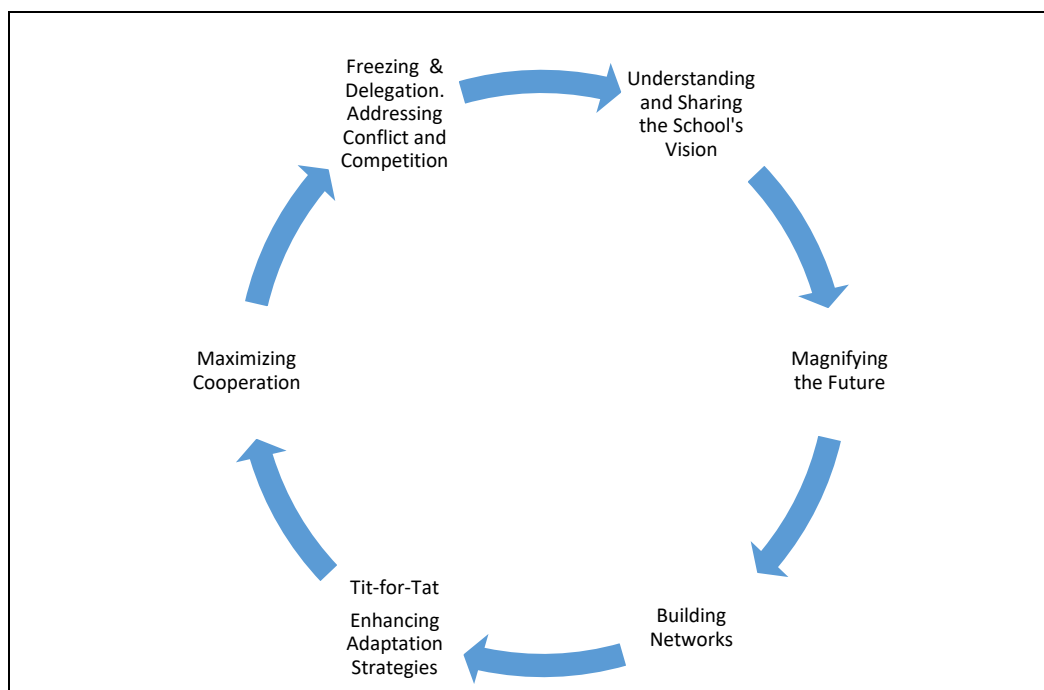 Freezing &
Delegation.
Addressing
Conflict and
Competition
Understanding
and Sharing
the School's
Vision
Magnifying
the Future
Building
Networks
Tit-for-Tat
Enhancing
Adaptation
Strategies
Maximizing
Cooperation